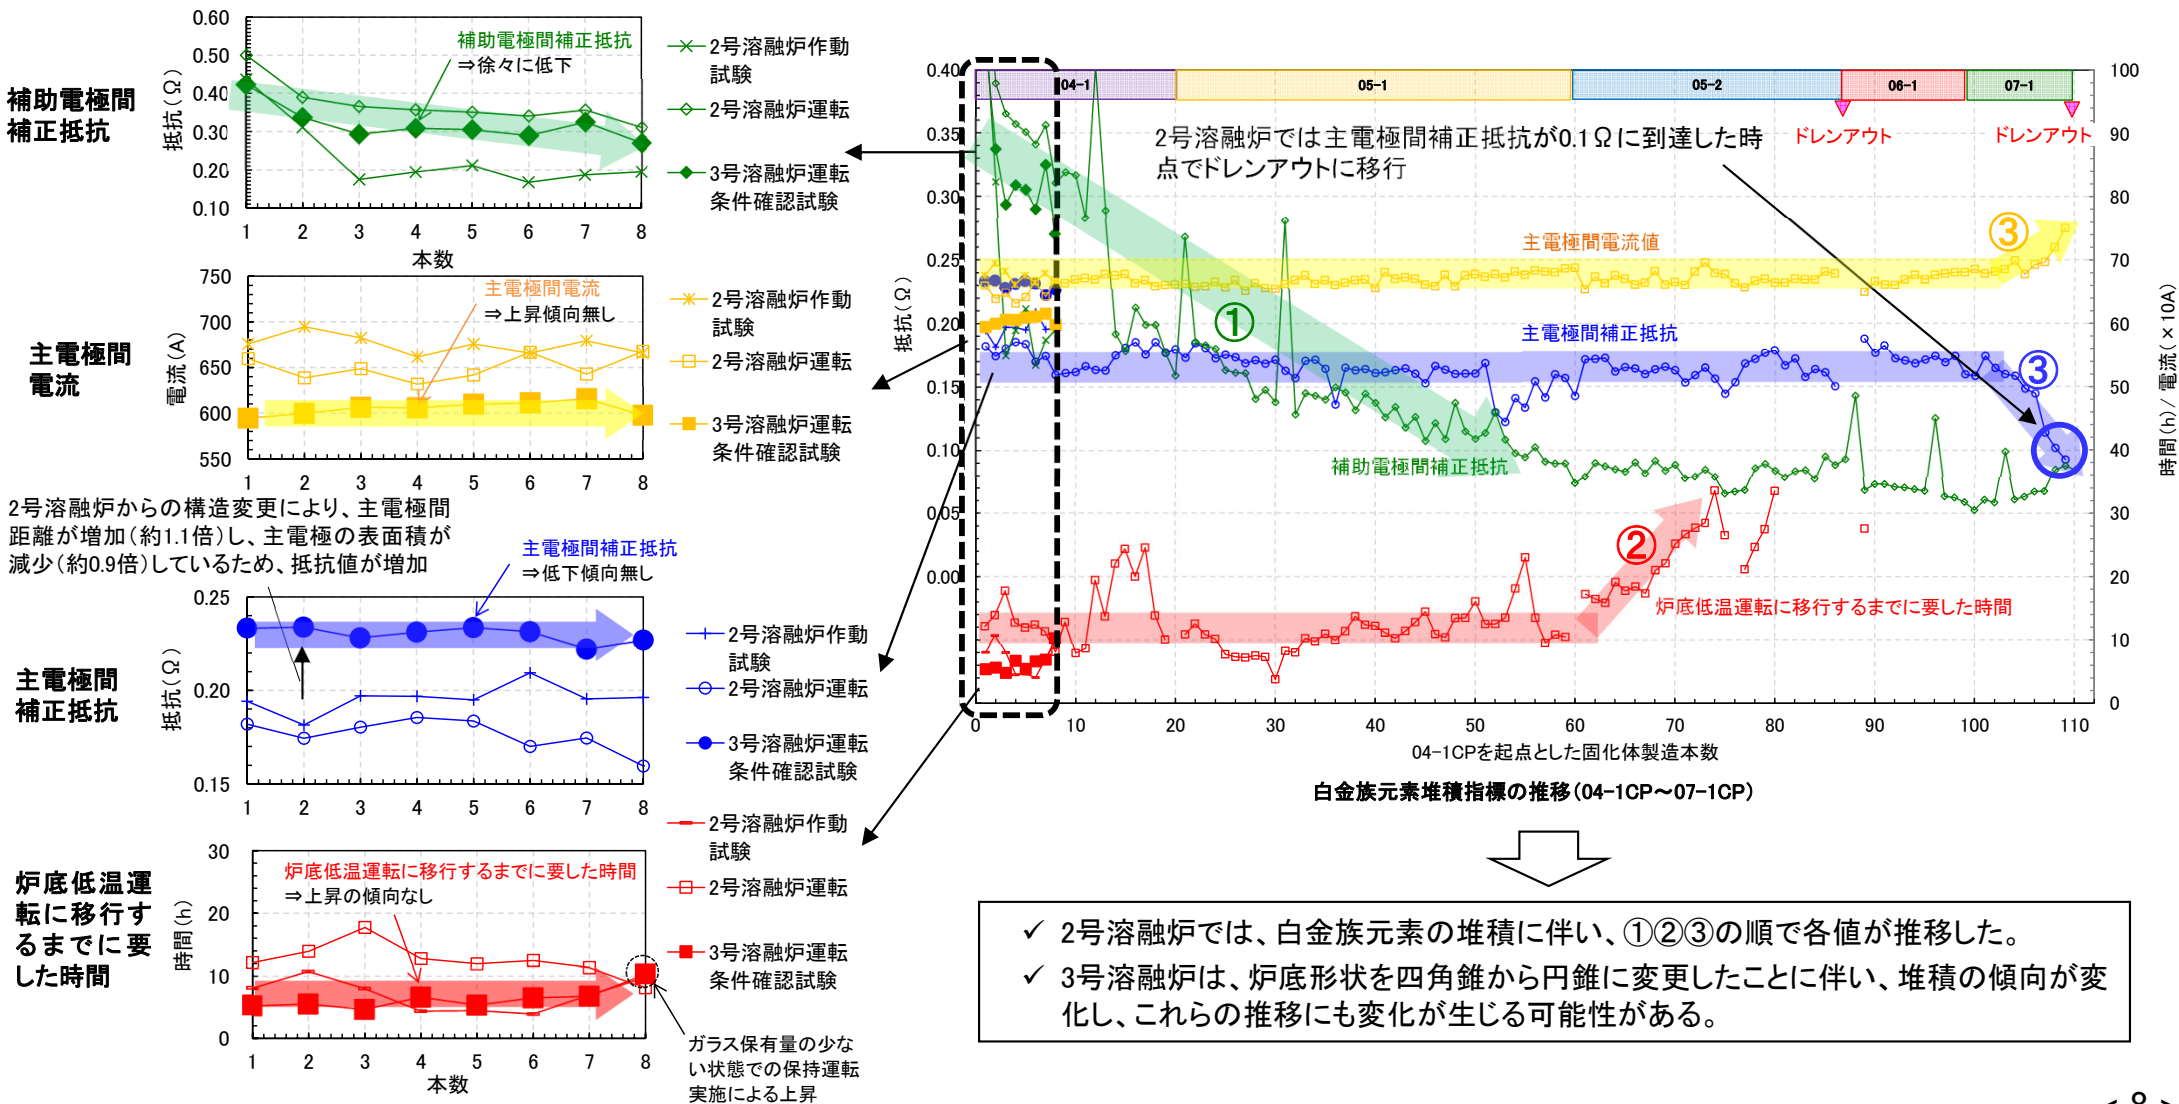 補助電極間
補正抵抗
抵抗(Ω)
0.60
0.50
0.40
0.30
0.20
0.10
補助電極間補正抵抗
⇒徐々に低下
1 2 3 4 5 6 7 8
本数
2号溶融炉作動
試験
2号溶融炉運転
3号溶融炉運転
条件確認試験
主電極間
電流
電流(A)
750
700
650
600
550
主電極間電流
⇒上昇傾向無し
1 2 3 4 5 6 7 8
2号溶融炉作動
試験
2号溶融炉運転
3号溶融炉運転
条件確認試験
2号溶融炉からの構造変更により、主電極間
距離が増加(約1.1倍)し、主電極の表面積が
減少(約0.9倍)しているため、抵抗値が増加
主電極間
補正抵抗
抵抗(Ω)
0.25
0.20
0.15
主電極間補正抵抗
⇒低下傾向無し
1 2 3 4 5 6 7 8
2号溶融炉作動
試験
2号溶融炉運転
3号溶融炉運転
条件確認試験
炉底低温運
転に移行す
るまでに要
した時間
時間(h)
30
20
10
0
炉底低温運転に移行するまでに要した時間
⇒上昇の傾向なし
1 2 3 4 5 6 7 8
本数
2号溶融炉作動
試験
2号溶融炉運転
3号溶融炉運転
条件確認試験
ガラス保有量の少な
い状態での保持運転
実施による上昇
抵抗(Ω)
0.40
0.35
0.30
0.25
0.20
0.15
0.10
0.05
0.00
04-1 05-1 05-2 06-1 07-1
ドレンアウト ドレンアウト
2号溶融炉では主電極間補正抵抗が0.1Ωに到達した時
点でドレンアウトに移行
主電極間電流値
③
①
主電極間補正抵抗
③
補助電極間補正抵抗
②
炉底低温運転に移行するまでに要した時間
100
90
80
70
60
50
40
30
20
10
0
時間(h)/ 電流(×10A)
0 10 20 30 40 50 60 70 80 90 100 110
04-1CPを起点とした固化体製造本数
白金族元素堆積指標の推移(04-1CP～07-1CP)
✓ 2号溶融炉では、白金族元素の堆積に伴い、①②③の順で各値が推移した。
✓ 3号溶融炉は、炉底形状を四角錐から円錐に変更したことに伴い、堆積の傾向が変
化し、これらの推移にも変化が生じる可能性がある。